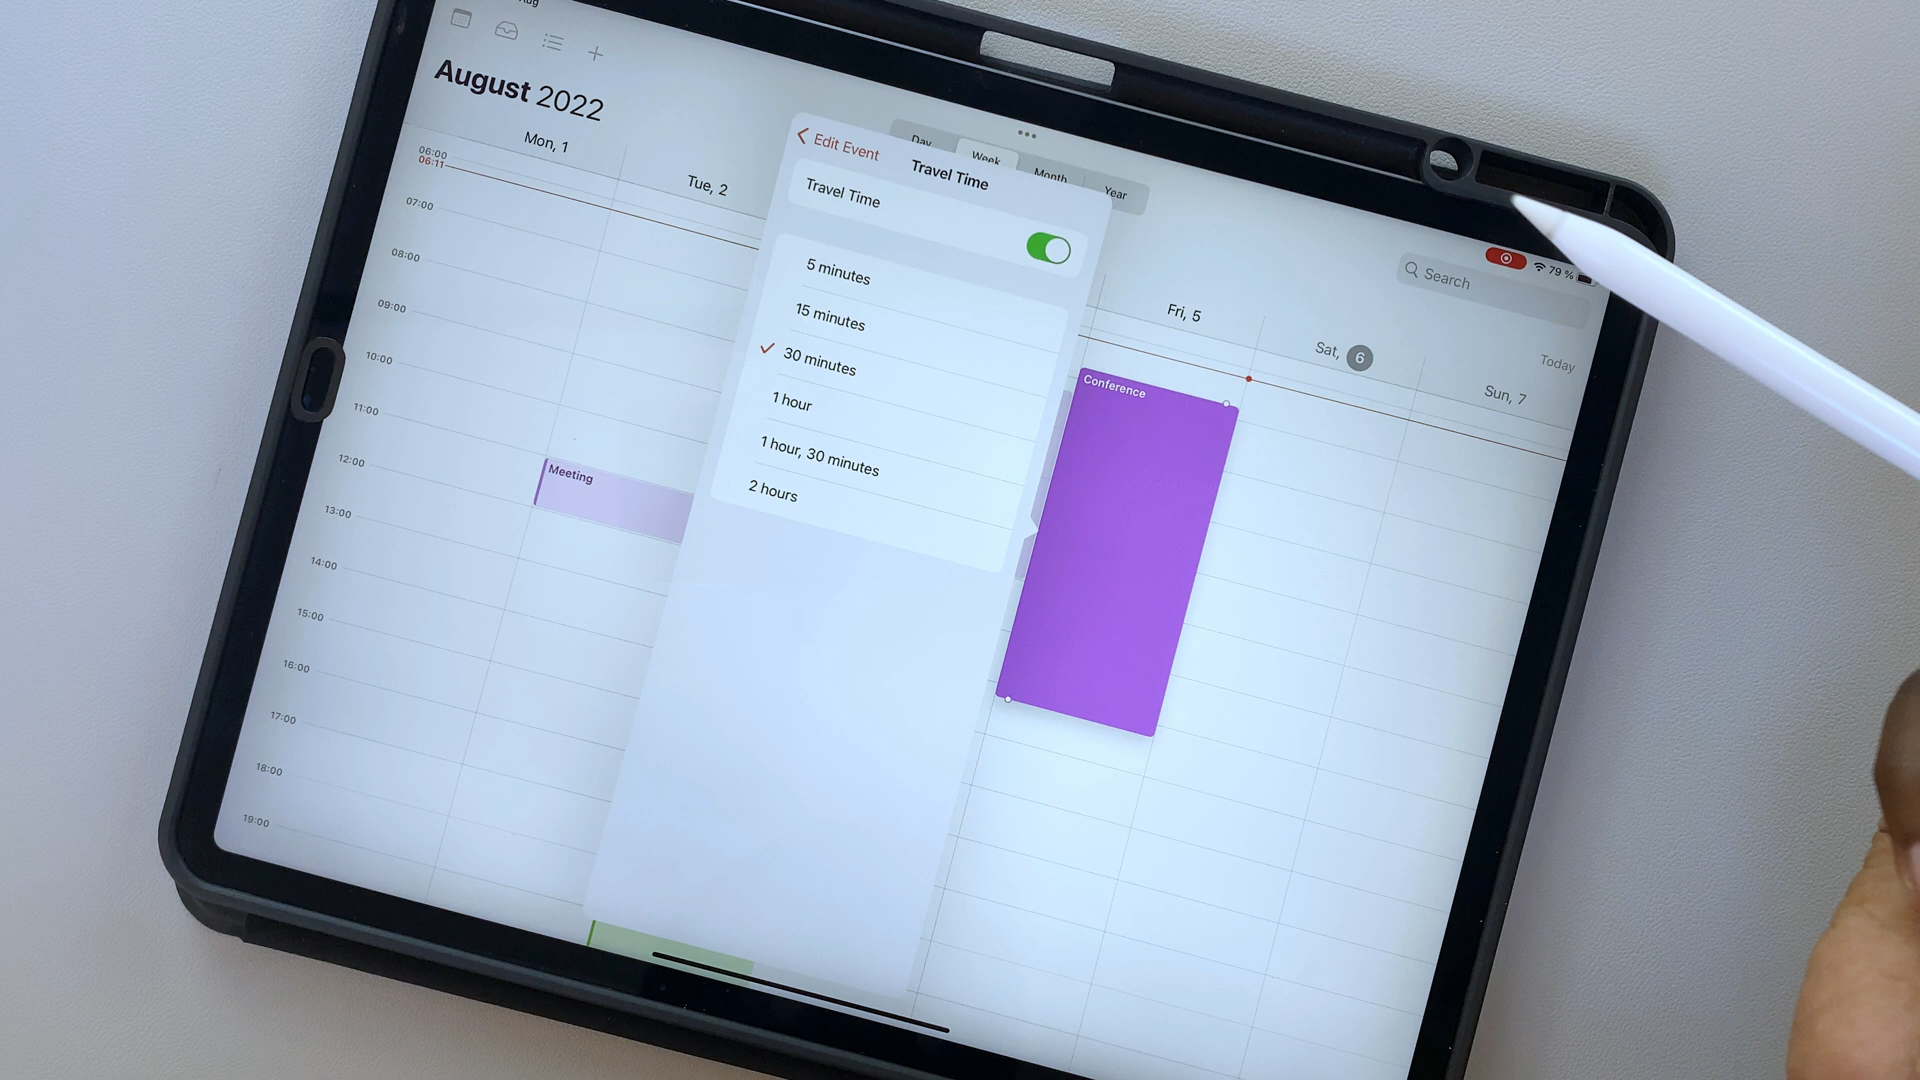 August 2022
Day
Week
Month
Year
Search
79 %
Today
Mon, 1
Tue, 2
Fri, 5
Sat, 6
Sun, 7
06:00
06:11
07:00
08:00
09:00
10:00
11:00
12:00
13:00
14:00
15:00
16:00
17:00
18:00
19:00
Meeting
Edit Event
Travel Time
Travel Time
5 minutes
15 minutes
30 minutes
1 hour
1 hour, 30 minutes
2 hours
Conference